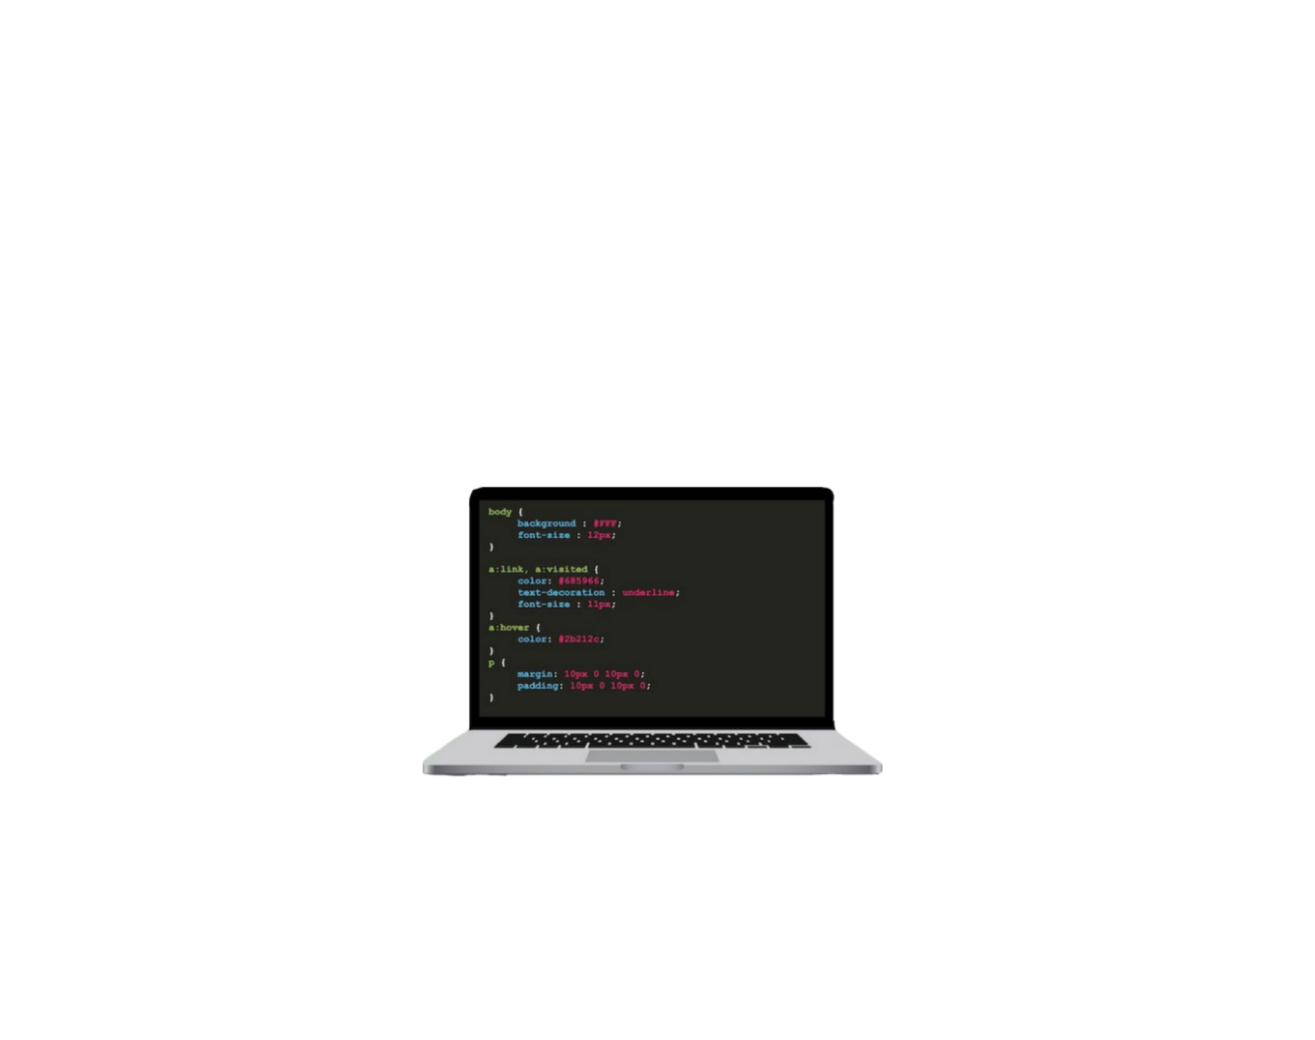 body {
background : #FFF;
font-size : 12px;
}
a:link, a:visited {
color: #685966;
text-decoration : underline;
font-size : 11px;
}
a:hover {
color: #2b212c;
}
p {
margin: 10px 0 10px 0;
padding: 10px 0 10px 0;
}